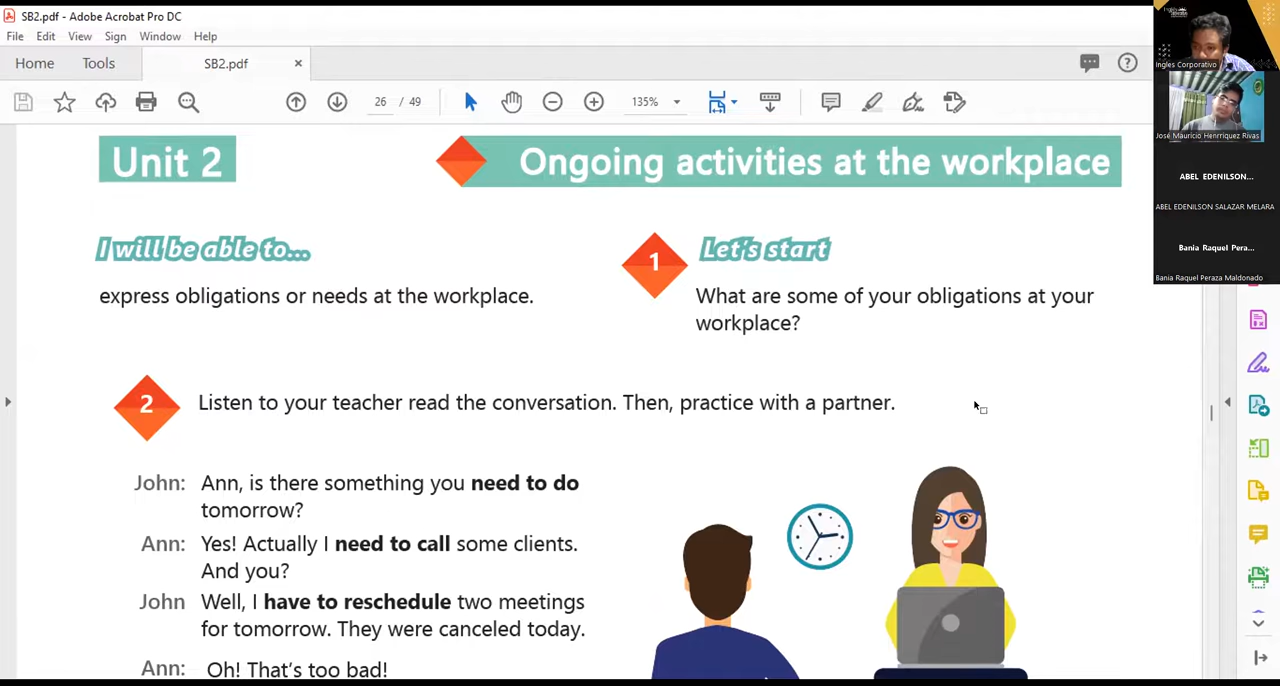 SB2.pdf - Adobe Acrobat Pro DC
File Edit View Sign Window Help
Home Tools SB2.pdf ×
26 / 49 135%
Unit 2 Ongoing activities at the workplace
I will be able to...
express obligations or needs at the workplace.
1 Let's start
What are some of your obligations at your
workplace?
2 Listen to your teacher read the conversation. Then, practice with a partner.
John: Ann, is there something you need to do
tomorrow?
Ann: Yes! Actually I need to call some clients.
And you?
John Well, I have to reschedule two meetings
for tomorrow. They were canceled today.
Ann: Oh! That's too bad!
Ingles Corporativo
José Mauricio Henrríquez Rivas
ABEL EDENILSON...
ABEL EDENILSON SALAZAR MELARA
Bania Raquel Pera...
Bania Raquel Peraza Maldonado